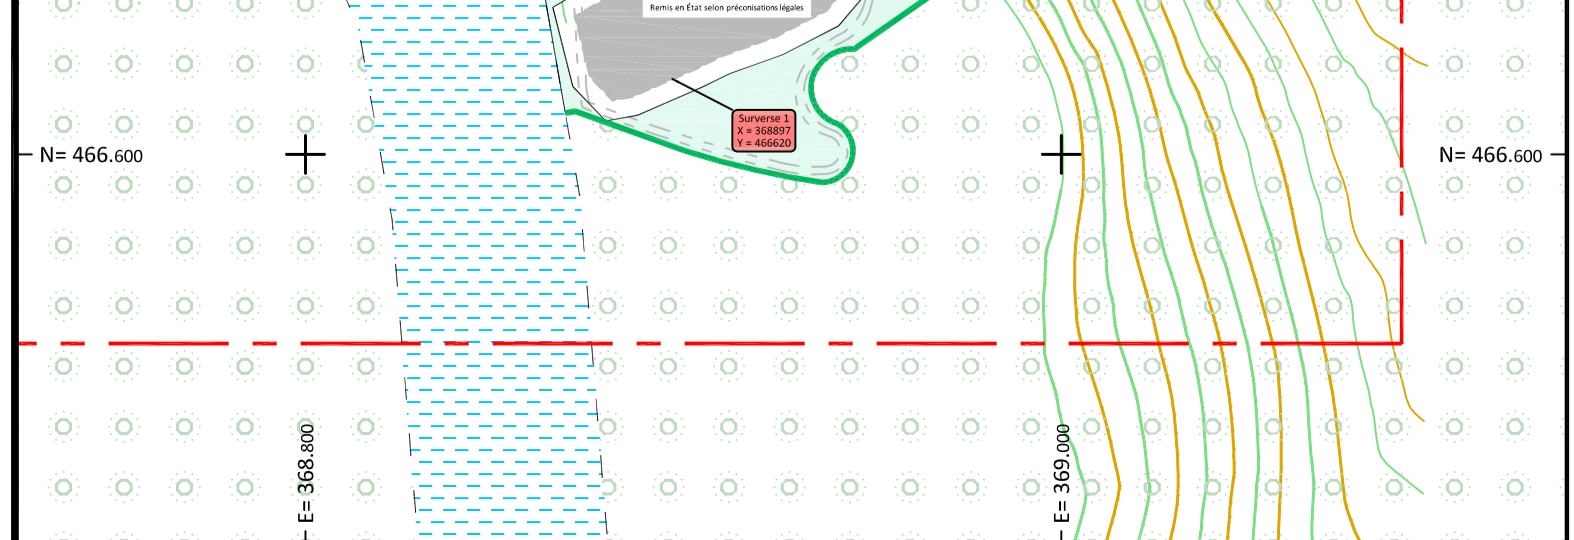 Remis en État selon préconisations légales
Surverse 1
X = 368897
Y = 466620
N= 466.600
N= 466.600
E= 368.800
E= 369.000